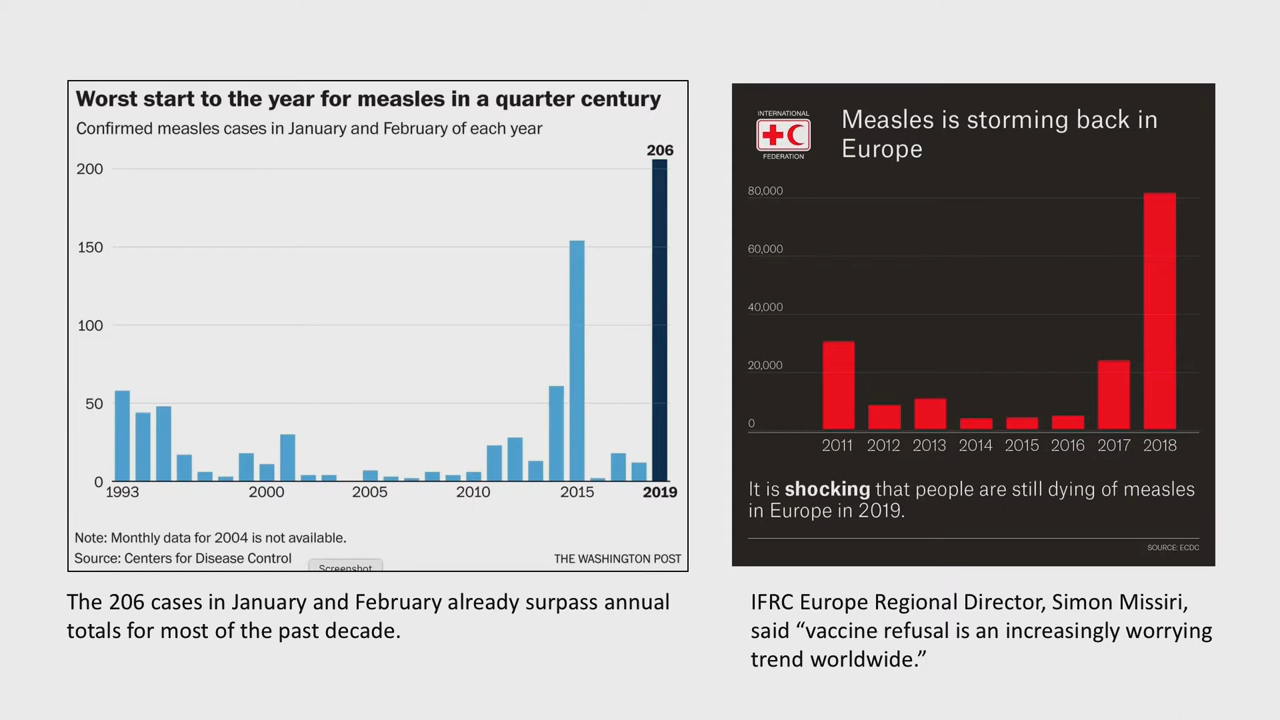 Worst start to the year for measles in a quarter century
Confirmed measles cases in January and February of each year
206
200
150
100
50
0
1993
2000
2005
2010
2015
2019
Note: Monthly data for 2004 is not available.
Source: Centers for Disease Control
Screenshot
THE WASHINGTON POST
The 206 cases in January and February already surpass annual
totals for most of the past decade.
INTERNATIONAL
FEDERATION
Measles is storming back in
Europe
80,000
60,000
40,000
20,000
0
2011 2012 2013 2014 2015 2016 2017 2018
It is shocking that people are still dying of measles
in Europe in 2019.
SOURCE: ECDC
IFRC Europe Regional Director, Simon Missiri,
said “vaccine refusal is an increasingly worrying
trend worldwide.”